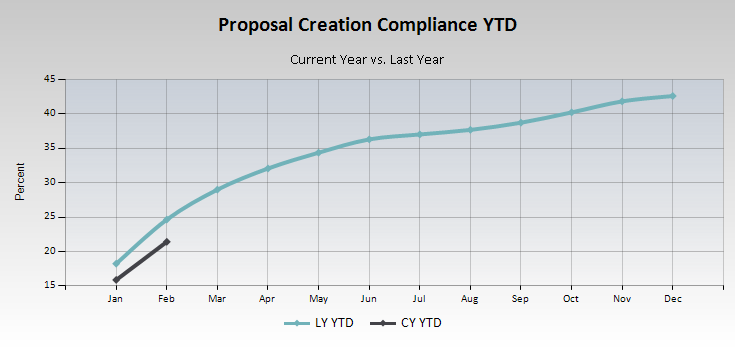 Proposal Creation Compliance YTD
Current Year vs. Last Year
Percent
45
40
35
30
25
20
15
Jan Feb Mar Apr May Jun Jul Aug Sep Oct Nov Dec
LY YTD CY YTD